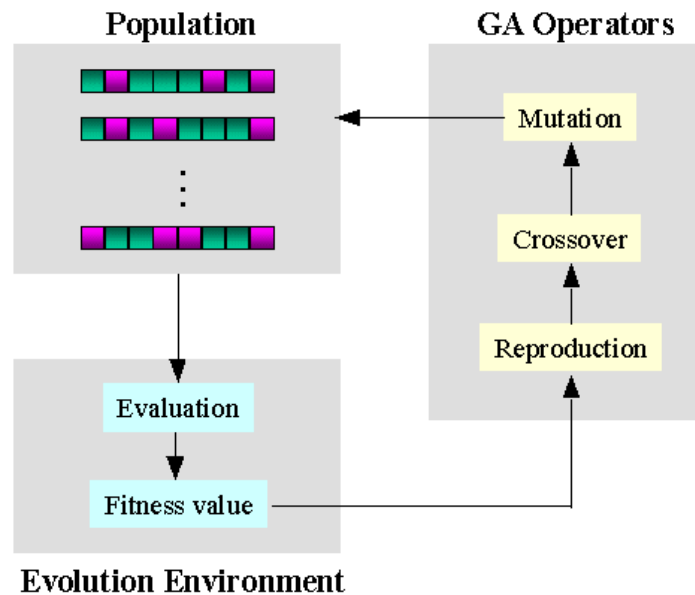 Population
GA Operators
Mutation
Crossover
Reproduction
Evaluation
Fitness value
Evolution Environment